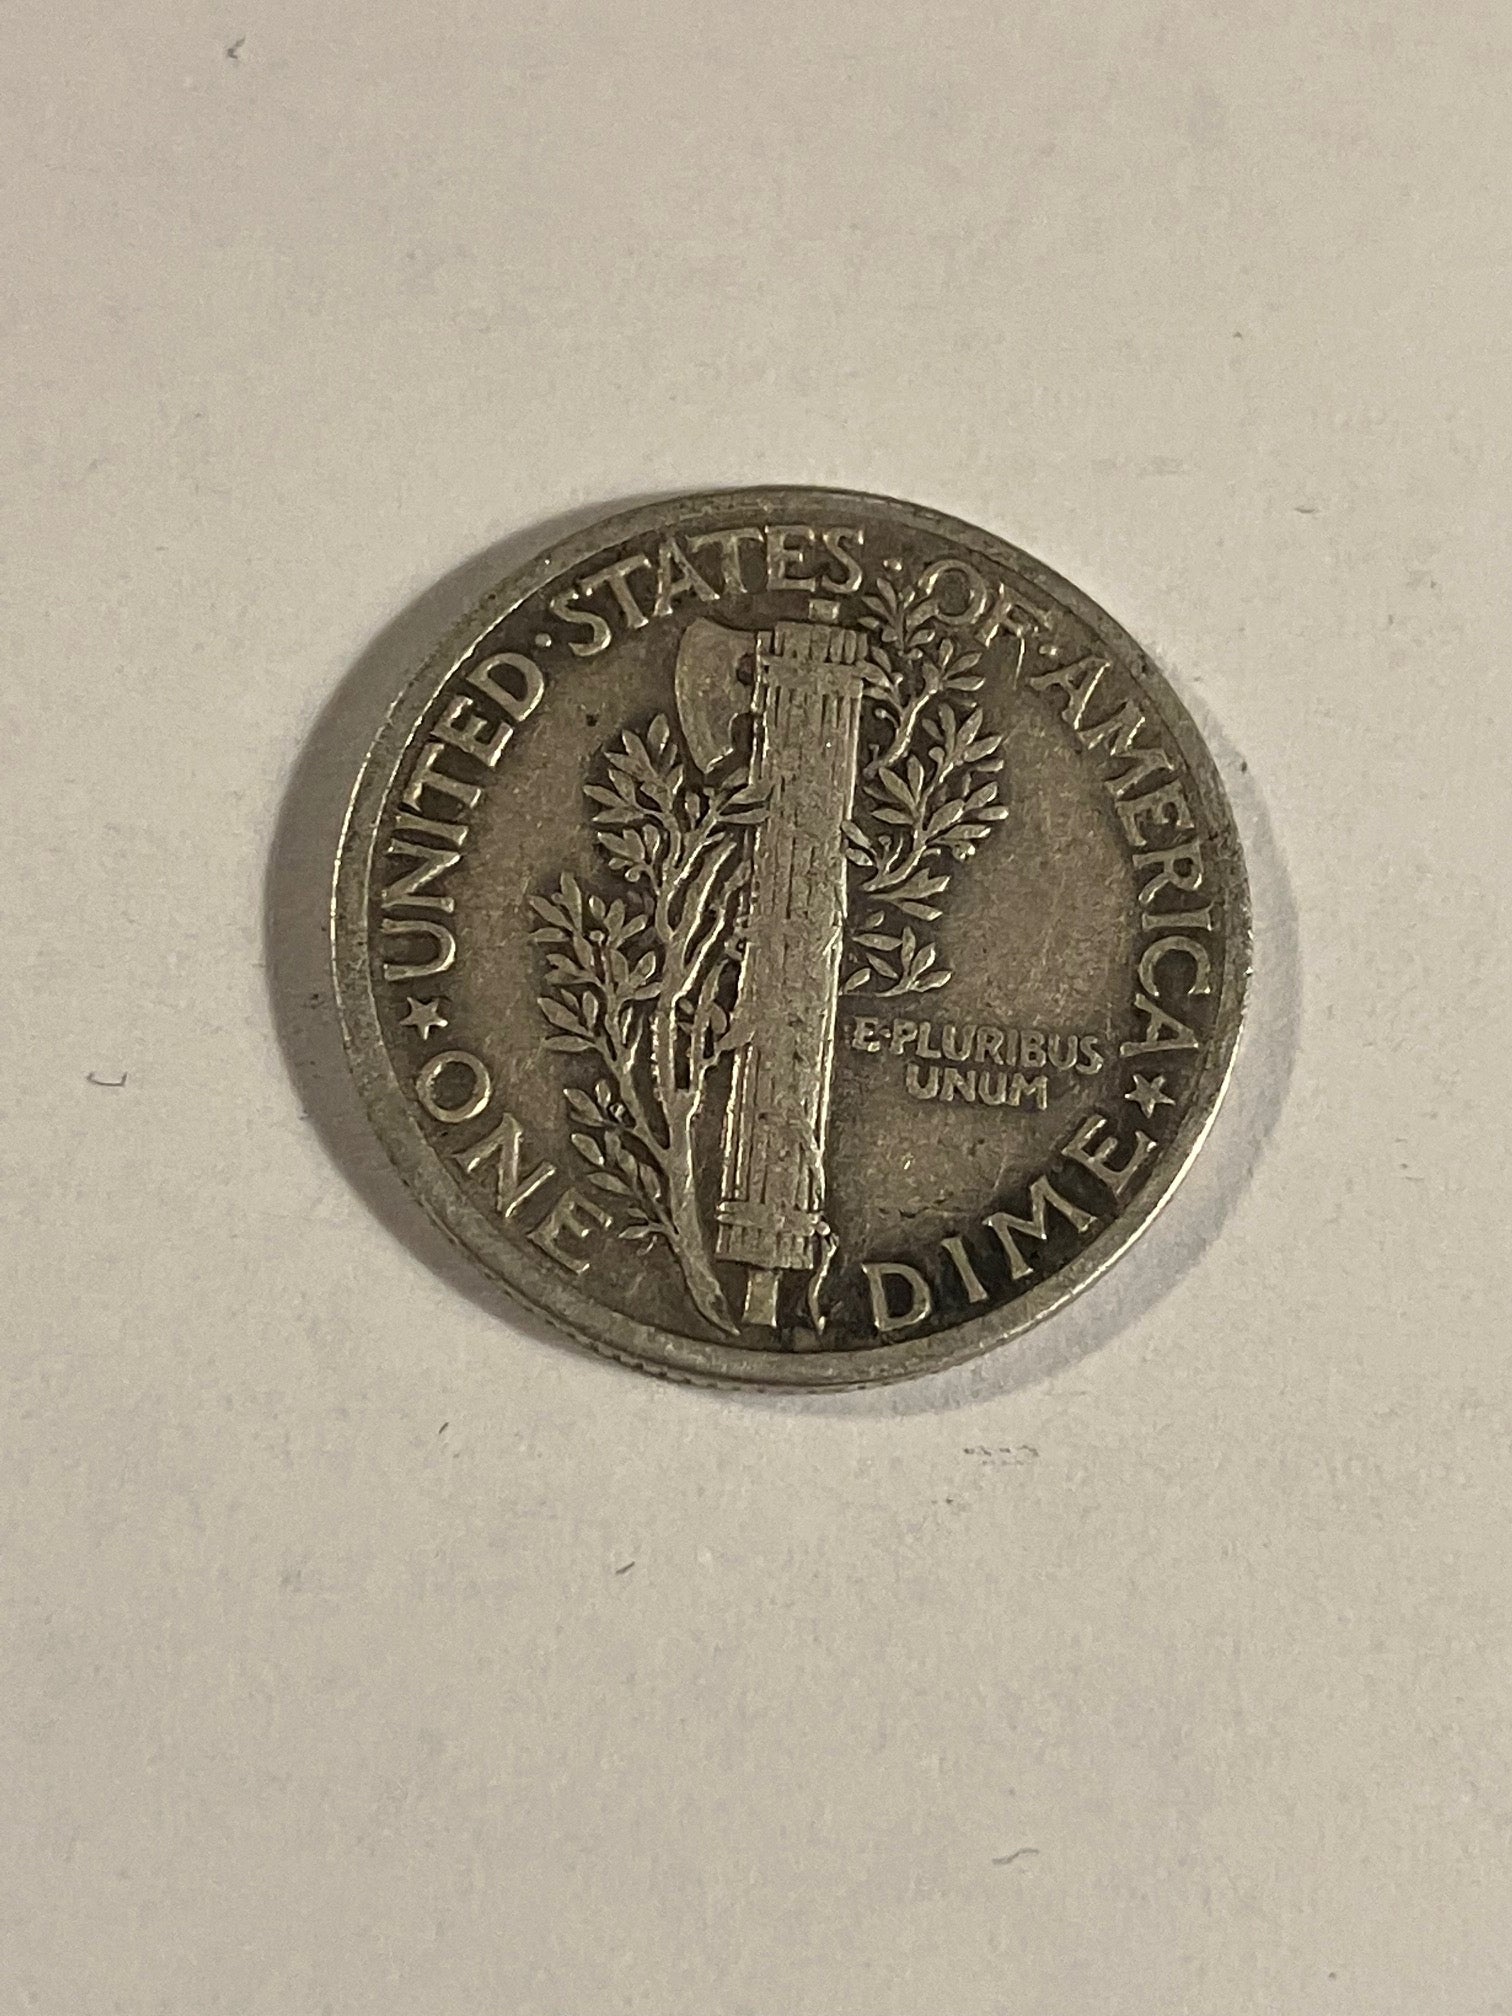 UNITED·STATES·OF·AMERICA
E·PLURIBUS
UNUM
ONE DIME